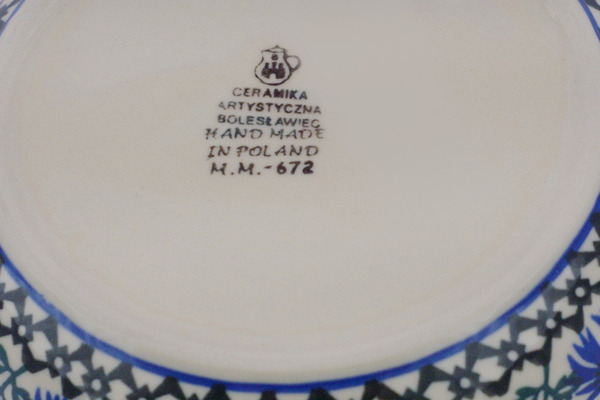 CERAMIKA
ARTYSTYCZNA
BOLESŁAWIEC
HAND MADE
IN POLAND
M.M.-672